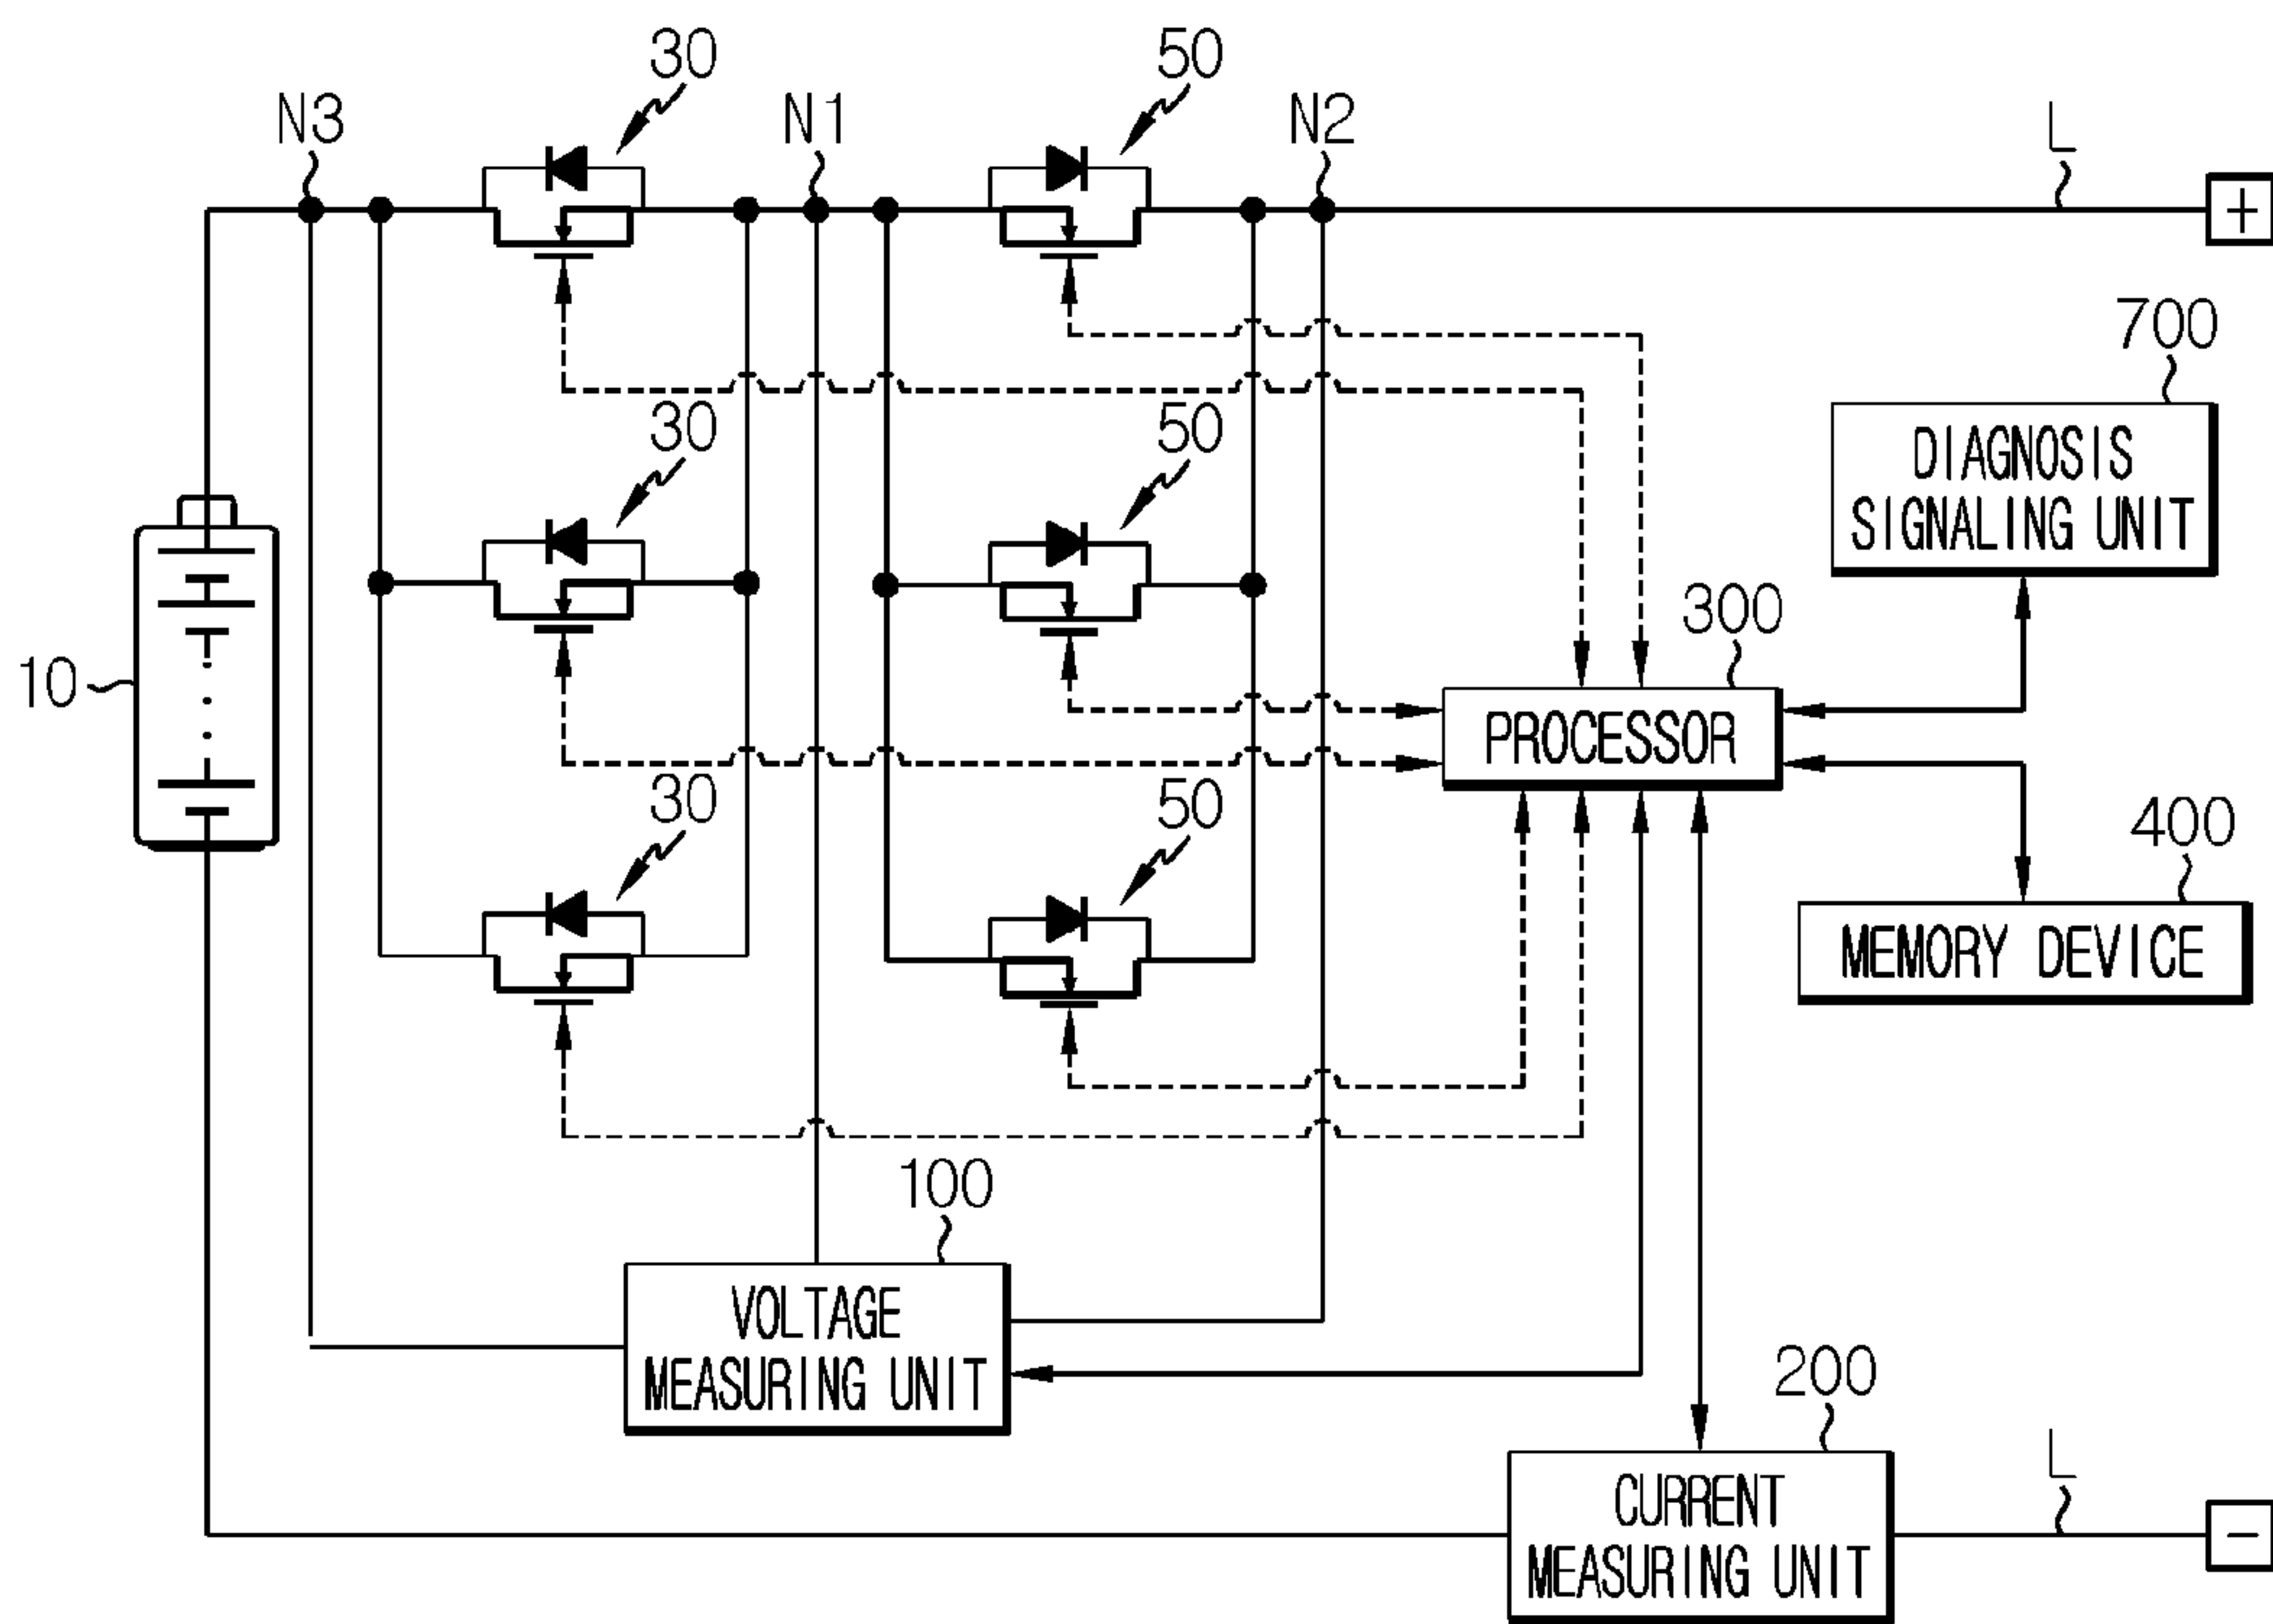 30
50
N3
N1
N2
L
+
700
DIAGNOSIS
SIGNALING UNIT
30
50
300
10
PROCESSOR
30
50
400
MEMORY DEVICE
100
VOLTAGE
MEASURING UNIT
200
L
CURRENT
MEASURING UNIT
-